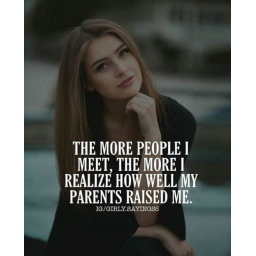 THE MORE PEOPLE I
MEET, THE MORE I
REALIZE HOW WELL MY
PARENTS RAISED ME.
IG/GIRLY.SAYINGSS